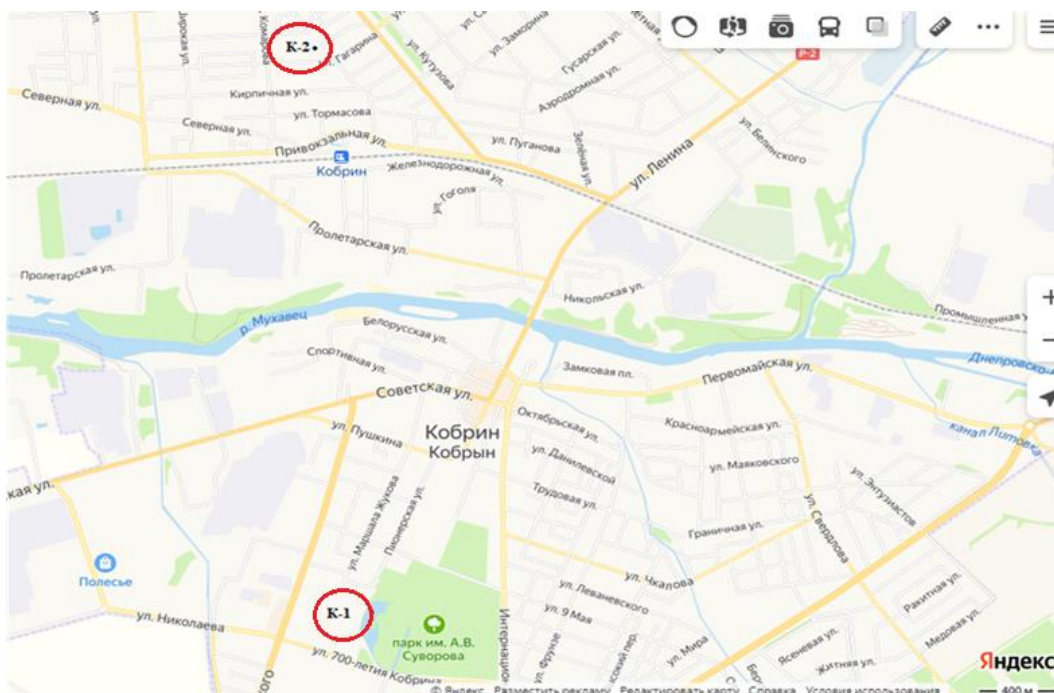 К-2
ул. Гагарина
ул. Кутузова
ул. Заморина
Гусарская ул.
Р-2
Аэродромная ул.
Северная ул.
Кирпичная ул.
ул. Тормасова
Северная ул.
Привокзальная ул.
ул. Пуганова
Зелёная ул.
ул. Ленина
ул. Белинского
Кобрин
Железнодорожная ул.
ул. Гоголя
Пролетарская ул.
Пролетарская ул.
Никольская ул.
Промышленная
р. Мухавец
Белорусская ул.
Спортивная ул.
Замковая пл.
Первомайская ул.
Советская ул.
Октябрьская ул.
Красноармейская ул.
канал Литовка
ул. Пушкина
Кобрин
Кобрын
ул. Данилевской
ул. Маяковского
ул. Энтузиастов
кая ул.
Трудовая ул.
ул. Свердлова
ул. Маршала Жукова
Пионерская ул.
Граничная ул.
Полесье
ул. Чкалова
ул. Леваневского
Ракитная ул.
К-1
ул. 9 Мая
ул. Николаева
парк им. А.В.
Суворова
ул. Фрунзе
ул. Мира
Ясеневая ул.
Медовая ул.
ул. 700-летия Кобрина
Житная ул.
Яндекс
© Яндекс Разместить рекламу Редактировать карту Справка Условия использования 400 м